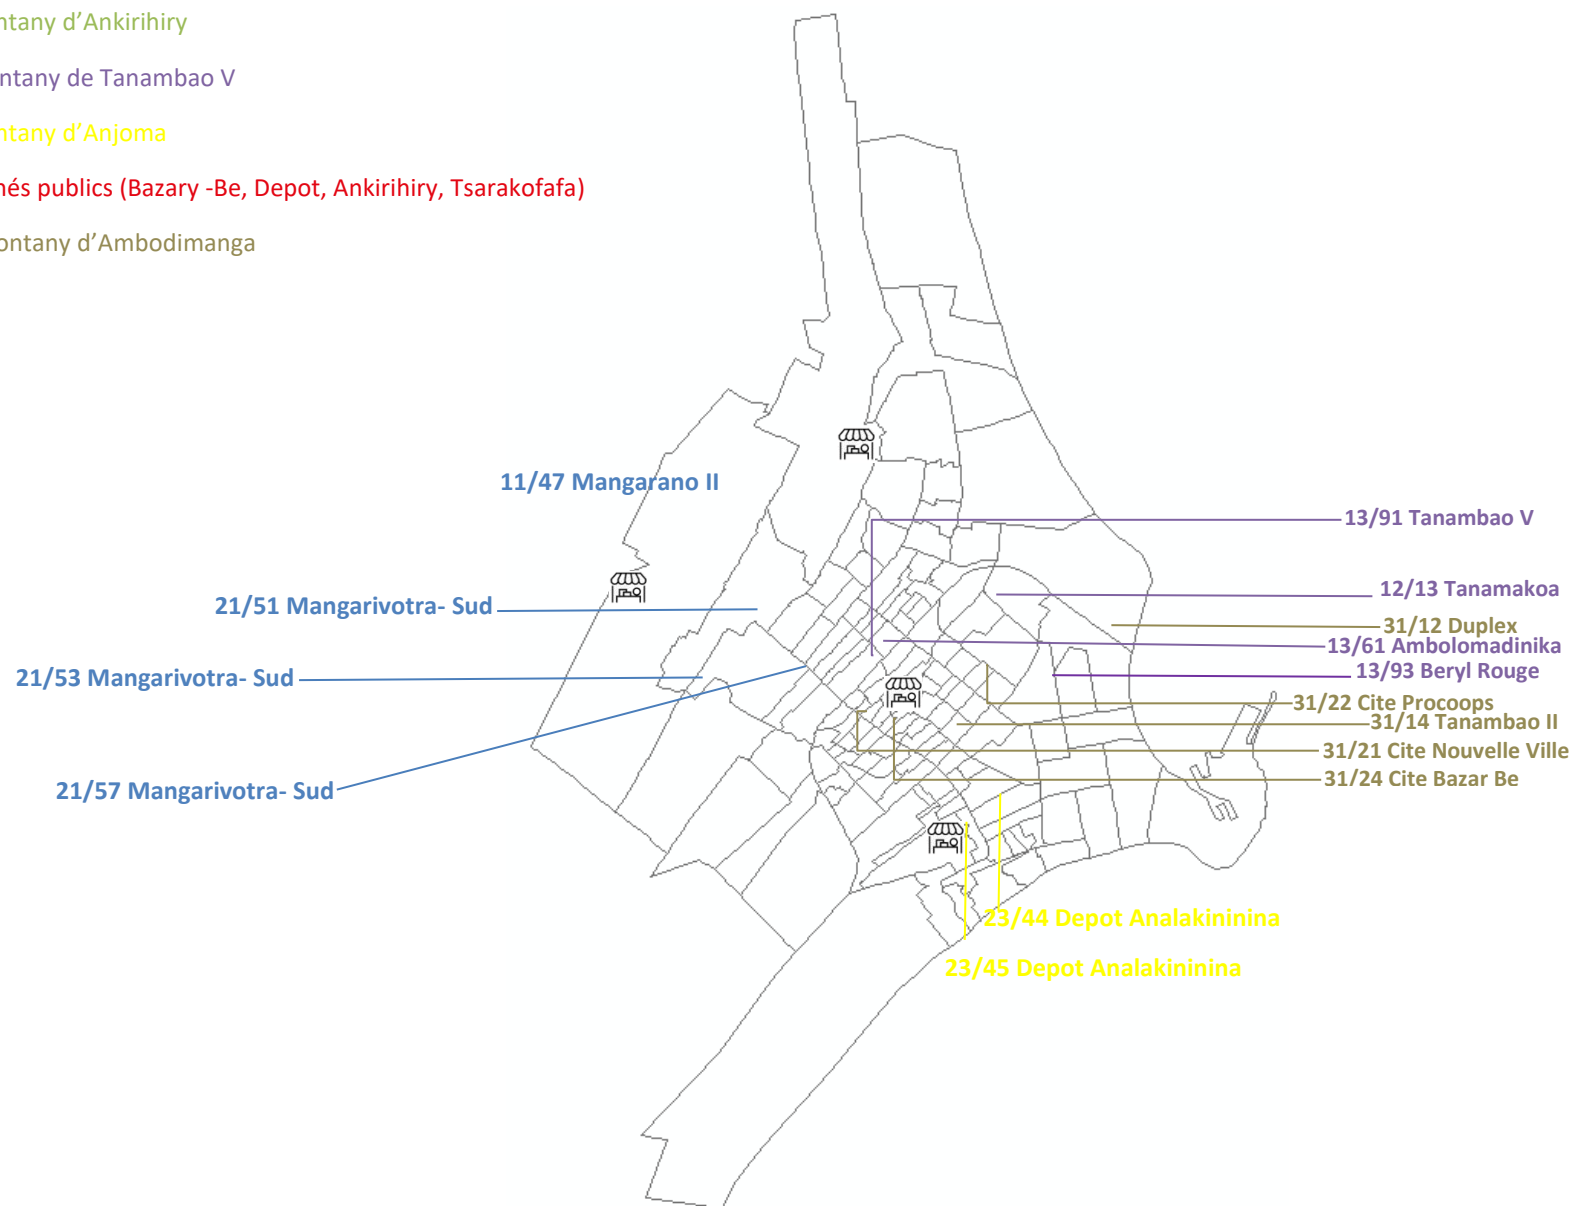 ntany d’Ankirihiry
ntany de Tanambao V
ntany d’Anjoma
hés publics (Bazary -Be, Depot, Ankirihiry, Tsarakofafa)
ontany d’Ambodimanga
11/47 Mangarano II
13/91 Tanambao V
12/13 Tanamakoa
21/51 Mangarivotra- Sud
31/12 Duplex
13/61 Ambolomadinika
13/93 Beryl Rouge
21/53 Mangarivotra- Sud
31/22 Cite Procoops
31/14 Tanambao II
31/21 Cite Nouvelle Ville
31/24 Cite Bazar Be
21/57 Mangarivotra- Sud
23/44 Depot Analakininina
23/45 Depot Analakininina